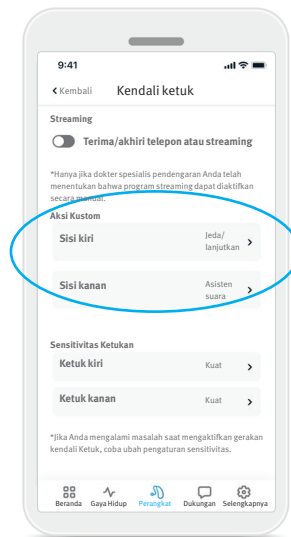 9:41
Kembali Kendali ketuk
Streaming
Terima/akhiri telepon atau streaming
*Hanya jika dokter spesialis pendengaran Anda telah
menentukan bahwa program streaming dapat diaktifkan
secara manual.
Aksi Kustom
Sisi kiri Jeda/
lanjutkan
Sisi kanan Asisten
suara
Sensitivitas Ketukan
Ketuk kiri Kuat
Ketuk kanan Kuat
*Jika Anda mengalami masalah saat mengaktifkan gerakan
kendali Ketuk, coba ubah pengaturan sensitivitas.
Beranda Gaya Hidup Perangkat Dukungan Selengkapnya